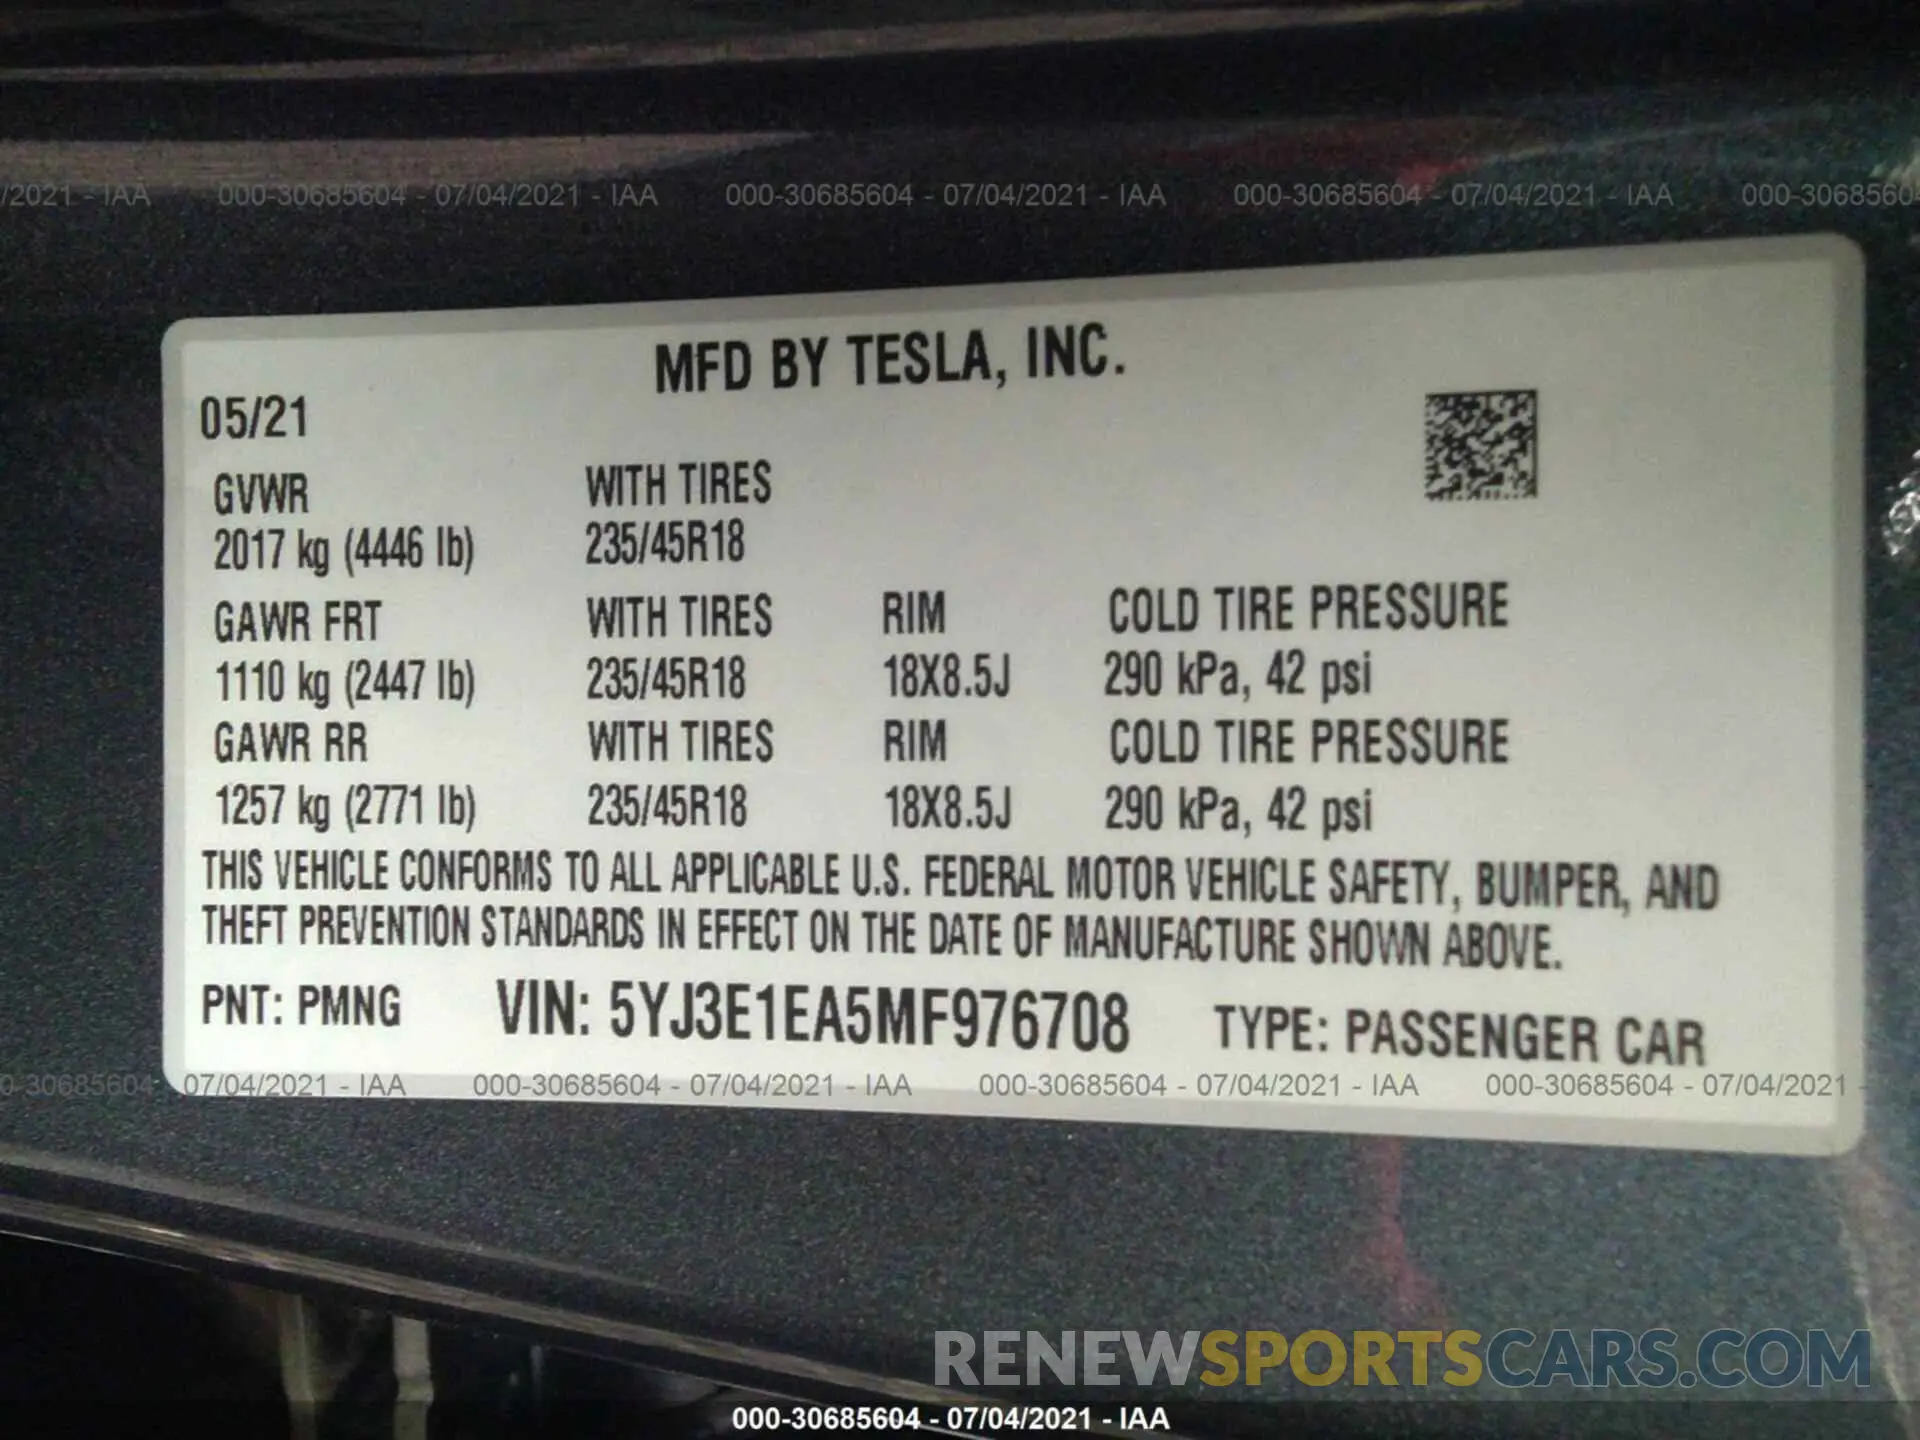 /2021 - IAA 000-30685604 - 07/04/2021 - IAA 000-30685604 - 07/04/2021 - IAA 000-30685604 - 07/04/2021 - IAA 000-3068560
MFD BY TESLA, INC.
05/21
GVWR WITH TIRES
2017 kg (4446 lb) 235/45R18
GAWR FRT WITH TIRES RIM COLD TIRE PRESSURE
1110 kg (2447 lb) 235/45R18 18X8.5J 290 kPa, 42 psi
GAWR RR WITH TIRES RIM COLD TIRE PRESSURE
1257 kg (2771 lb) 235/45R18 18X8.5J 290 kPa, 42 psi
THIS VEHICLE CONFORMS TO ALL APPLICABLE U.S. FEDERAL MOTOR VEHICLE SAFETY, BUMPER, AND
THEFT PREVENTION STANDARDS IN EFFECT ON THE DATE OF MANUFACTURE SHOWN ABOVE.
PNT: PMNG VIN: 5YJ3E1EA5MF976708 TYPE: PASSENGER CAR
0-30685604 - 07/04/2021 - IAA 000-30685604 - 07/04/2021 - IAA 000-30685604 - 07/04/2021 - IAA 000-30685604 - 07/04/2021 -
RENEWSPORTSCARS.COM
000-30685604 - 07/04/2021 - IAA